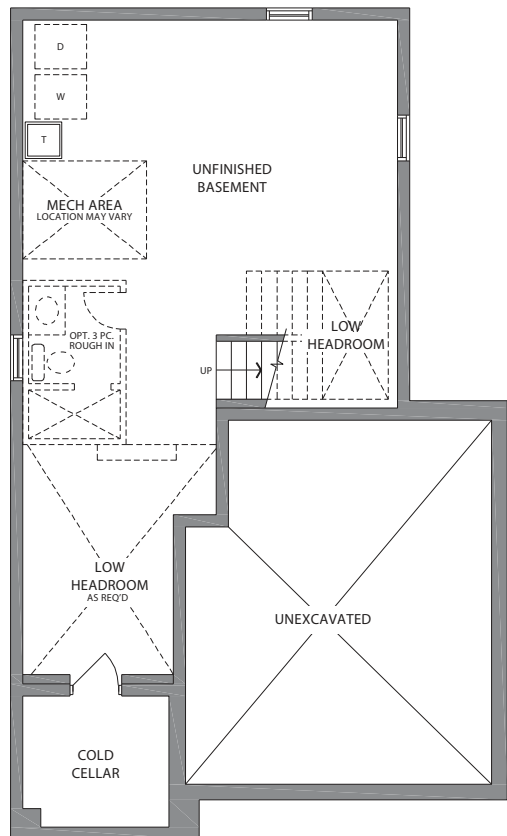 D
W
T
UNFINISHED
BASEMENT
MECH AREA
LOCATION MAY VARY
OPT. 3 PC.
ROUGH IN
LOW
HEADROOM
UP
LOW
HEADROOM
AS REQ'D
UNEXCAVATED
COLD
CELLAR